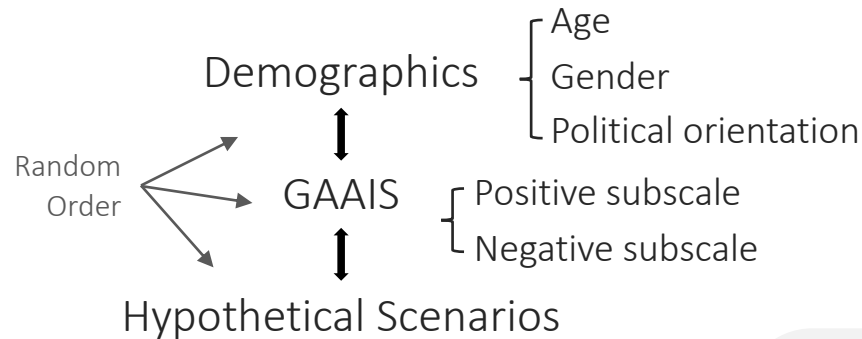 Demographics
Age
Gender
Political orientation
Random
Order
GAAIS
Positive subscale
Negative subscale
Hypothetical Scenarios